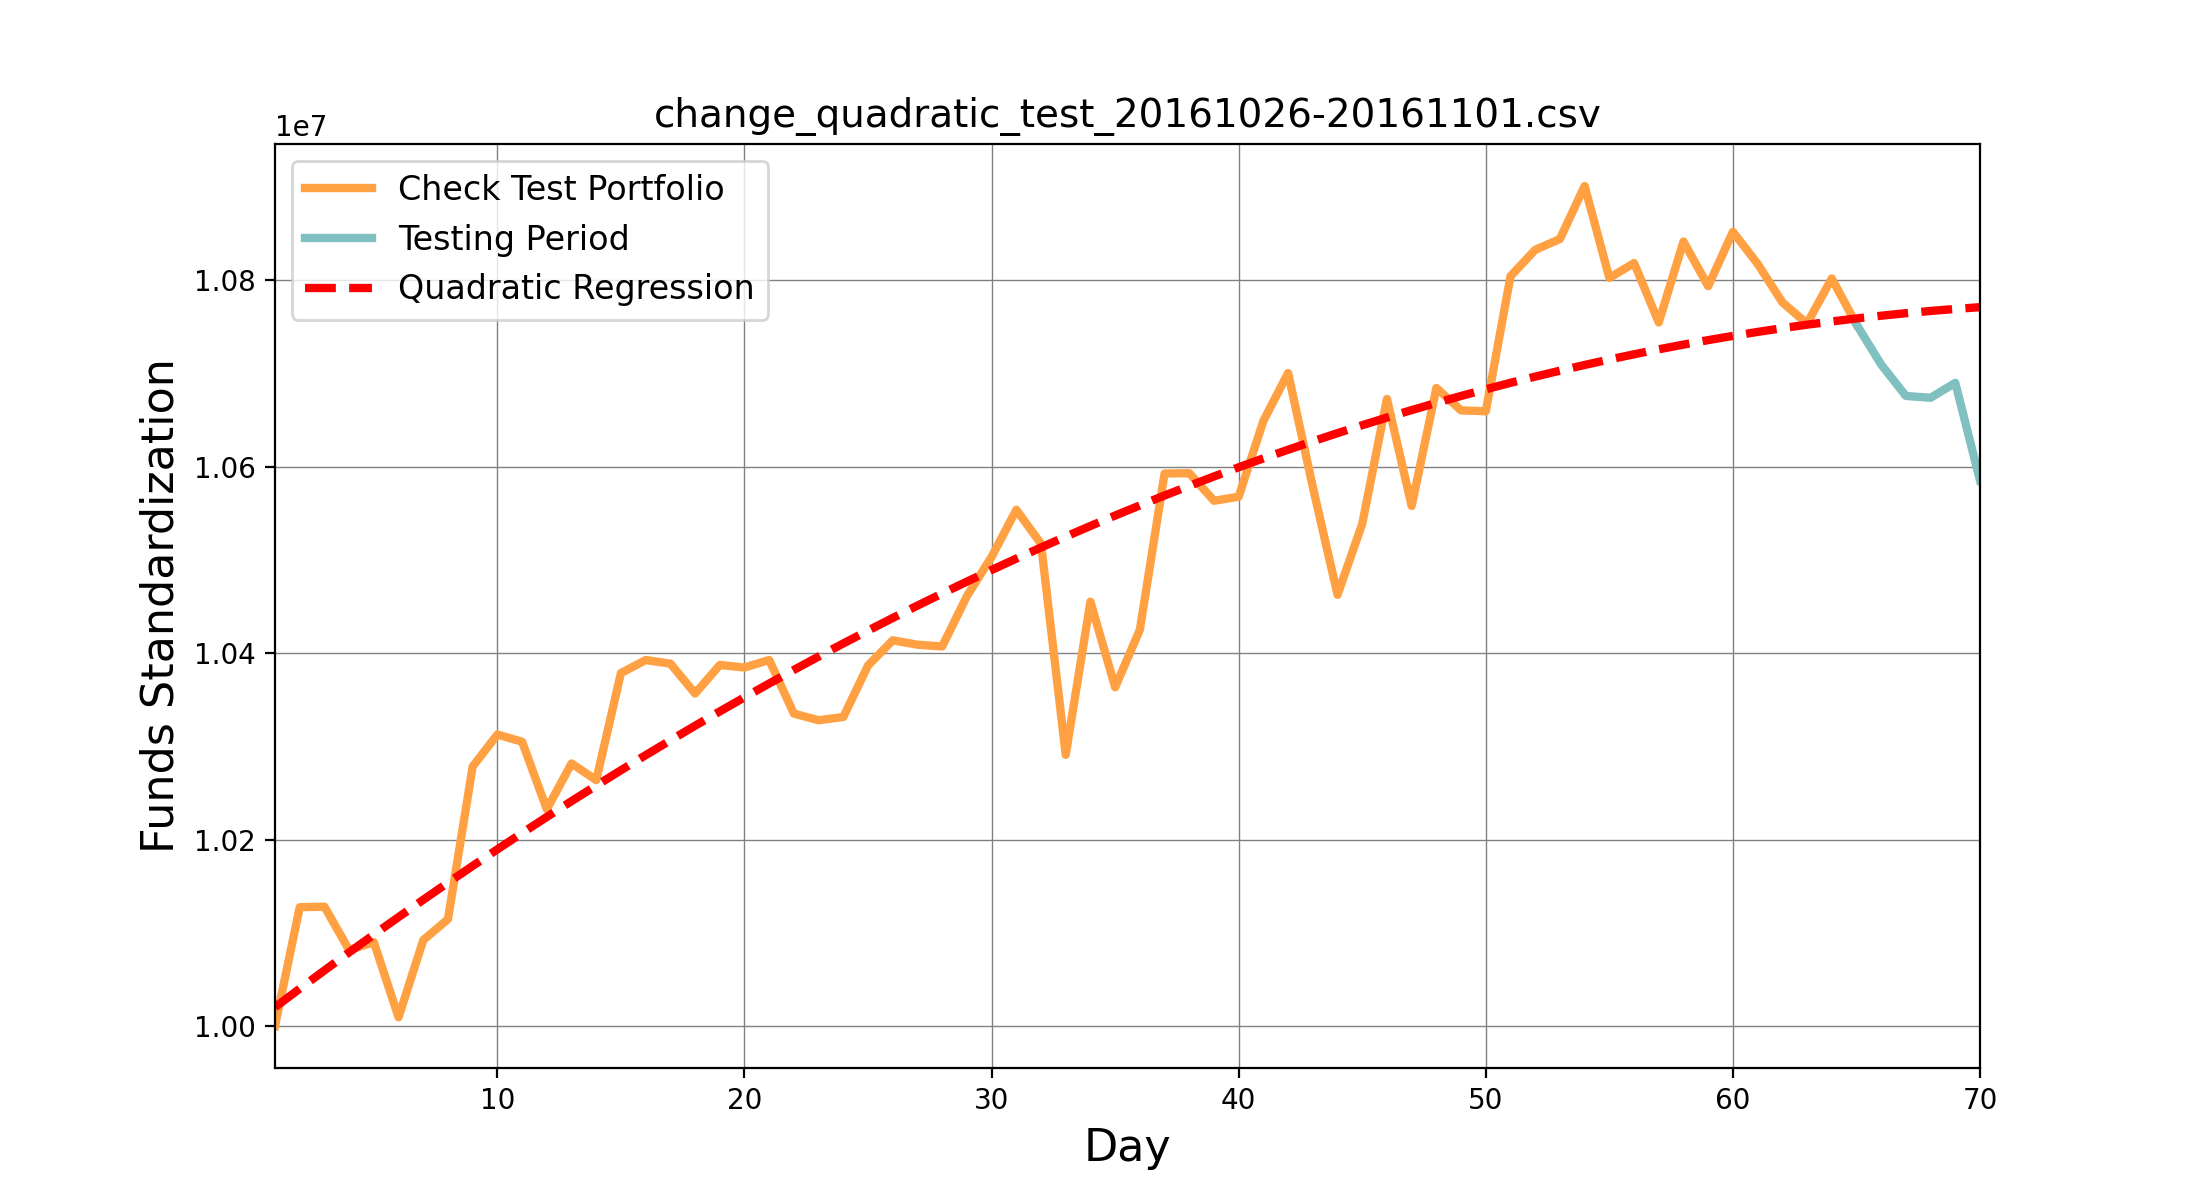 change_quadratic_test_20161026-20161101.csv
1e7
Check Test Portfolio
Testing Period
Quadratic Regression
1.08
1.06
1.04
1.02
1.00
Funds Standardization
10 20 30 40 50 60 70
Day